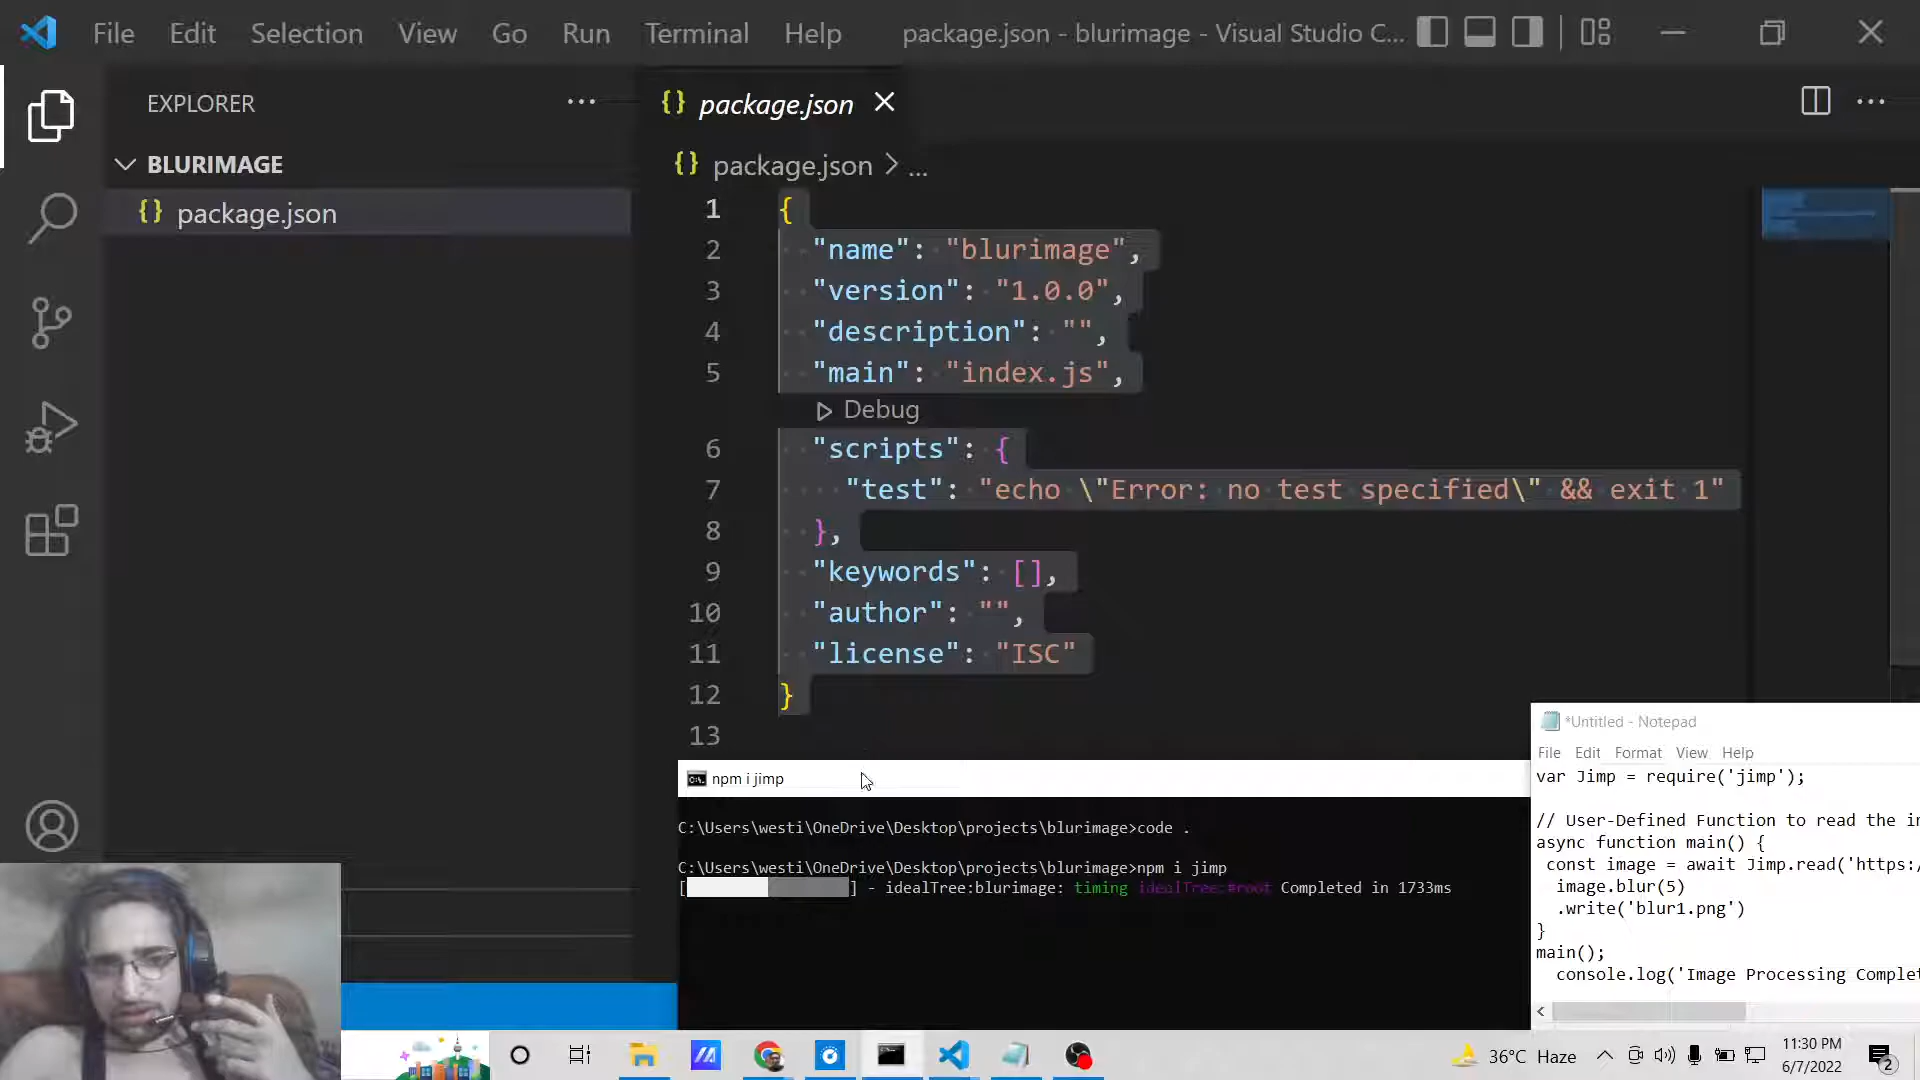 File Edit Selection View Go Run Terminal Help package.json - blurimage - Visual Studio C...
EXPLORER
BLURIMAGE
{} package.json
{} package.json
{} package.json > ...
1 {
2 "name": "blurimage",
3 "version": "1.0.0",
4 "description": "",
5 "main": "index.js",
Debug
6 "scripts": {
7 "test": "echo \"Error: no test specified\" && exit 1"
8 },
9 "keywords": [],
10 "author": "",
11 "license": "ISC"
12 }
13
npm i jimp
C:\Users\westi\OneDrive\Desktop\projects\blurimage>code .
C:\Users\westi\OneDrive\Desktop\projects\blurimage>npm i jimp
[ ] - idealTree:blurimage: timing idealTree:#root Completed in 1733ms
*Untitled - Notepad
File Edit Format View Help
var Jimp = require('jimp');
// User-Defined Function to read the
async function main() {
const image = await Jimp.read('https:
image.blur(5)
.write('blur1.png')
}
main();
console.log('Image Processing
36°C Haze
11:30 PM
6/7/2022
2